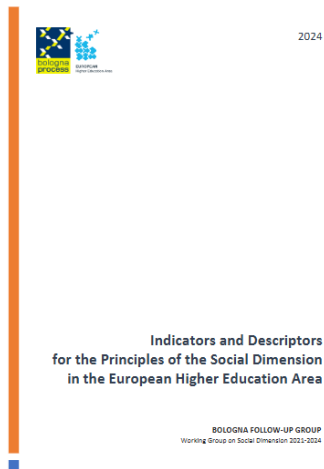 2024
bologna
process
EUROPEAN
Higher Education Area
Indicators and Descriptors
for the Principles of the Social Dimension
in the European Higher Education Area
BOLOGNA FOLLOW-UP GROUP
Working Group on Social Dimension 2021-2024